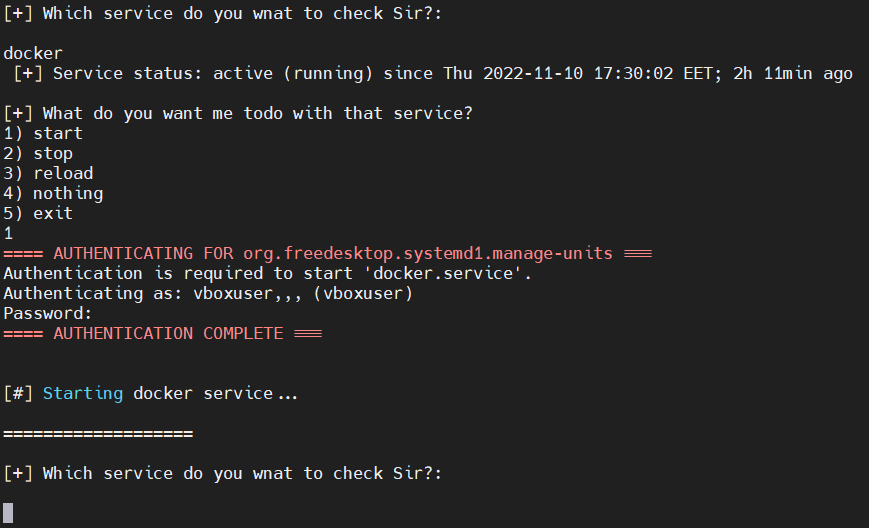 [+] Which service do you wnat to check Sir?:
docker
[+] Service status: active (running) since Thu 2022-11-10 17:30:02 EET; 2h 11min ago
[+] What do you want me todo with that service?
1) start
2) stop
3) reload
4) nothing
5) exit
1
==== AUTHENTICATING FOR org.freedesktop.systemd1.manage-units ===
Authentication is required to start 'docker.service'.
Authenticating as: vboxuser,,, (vboxuser)
Password:
==== AUTHENTICATION COMPLETE ===
[#] Starting docker service...
===================
[+] Which service do you wnat to check Sir?: